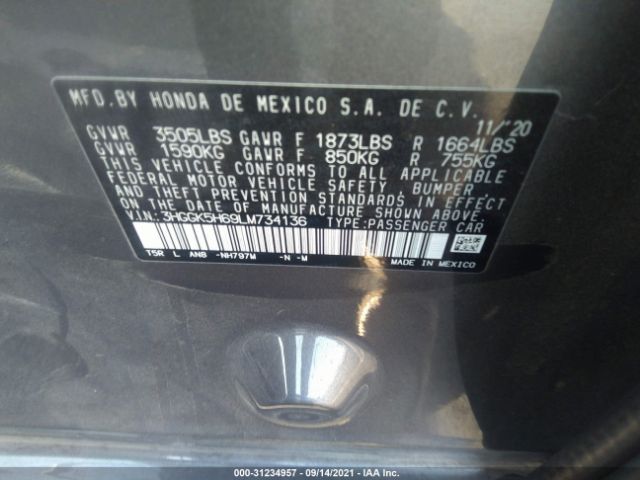 MFD. BY HONDA DE MEXICO S.A. DE C.V.
11/'20
GVWR 3505LBS GAWR F 1873LBS R 1664LBS
GVWR 1590KG GAWR F 850KG R 755KG
THIS VEHICLE CONFORMS TO ALL APPLICABLE
FEDERAL MOTOR VEHICLE SAFETY, BUMPER
AND THEFT PREVENTION STANDARDS IN EFFECT
ON THE DATE OF MANUFACTURE SHOWN ABOVE.
VIN: 3HGGK5H69LM734136 TYPE: PASSENGER CAR
T5R L AN8 -NH797M -N -M MADE IN MEXICO
000-31234957 - 09/14/2021 - IAA Inc.